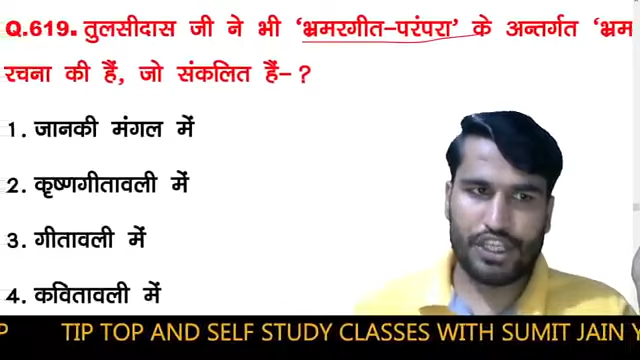 Q.619. तुलसीदास जी ने भी ‘भ्रमरगीत-परंपरा’ के अन्तर्गत ‘भ्रम
रचना की हैं, जो संकलित हैं- ?
1. जानकी मंगल में
2. कृष्णगीतावली में
3. गीतावली में
4. कवितावली में
P TIP TOP AND SELF STUDY CLASSES WITH SUMIT JAIN Y